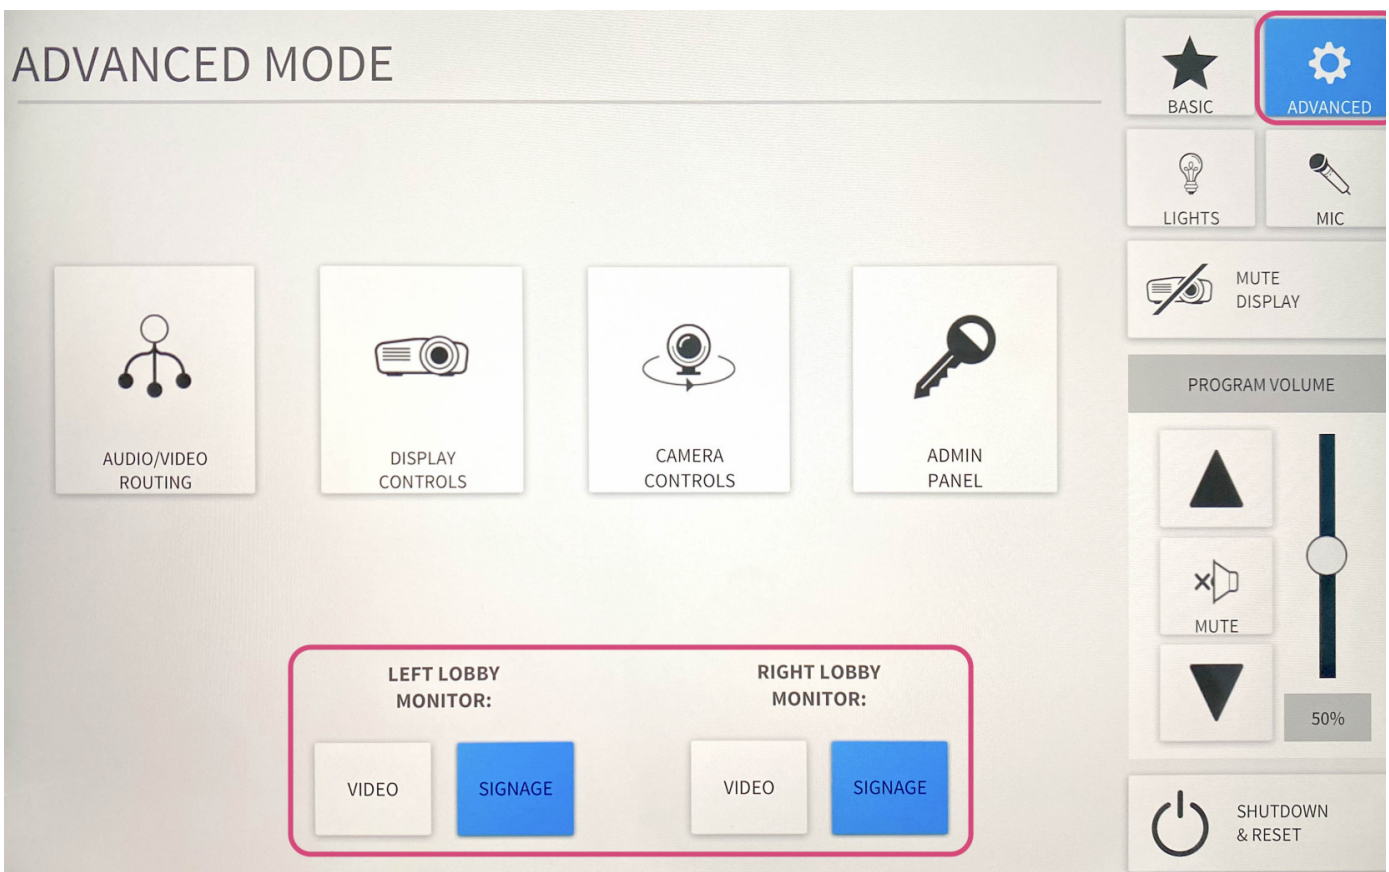 ADVANCED MODE
BASIC
ADVANCED
LIGHTS
MIC
MUTE
DISPLAY
PROGRAM VOLUME
MUTE
50%
SHUTDOWN
& RESET
AUDIO/VIDEO
ROUTING
DISPLAY
CONTROLS
CAMERA
CONTROLS
ADMIN
PANEL
LEFT LOBBY
MONITOR:
VIDEO
SIGNAGE
RIGHT LOBBY
MONITOR:
VIDEO
SIGNAGE